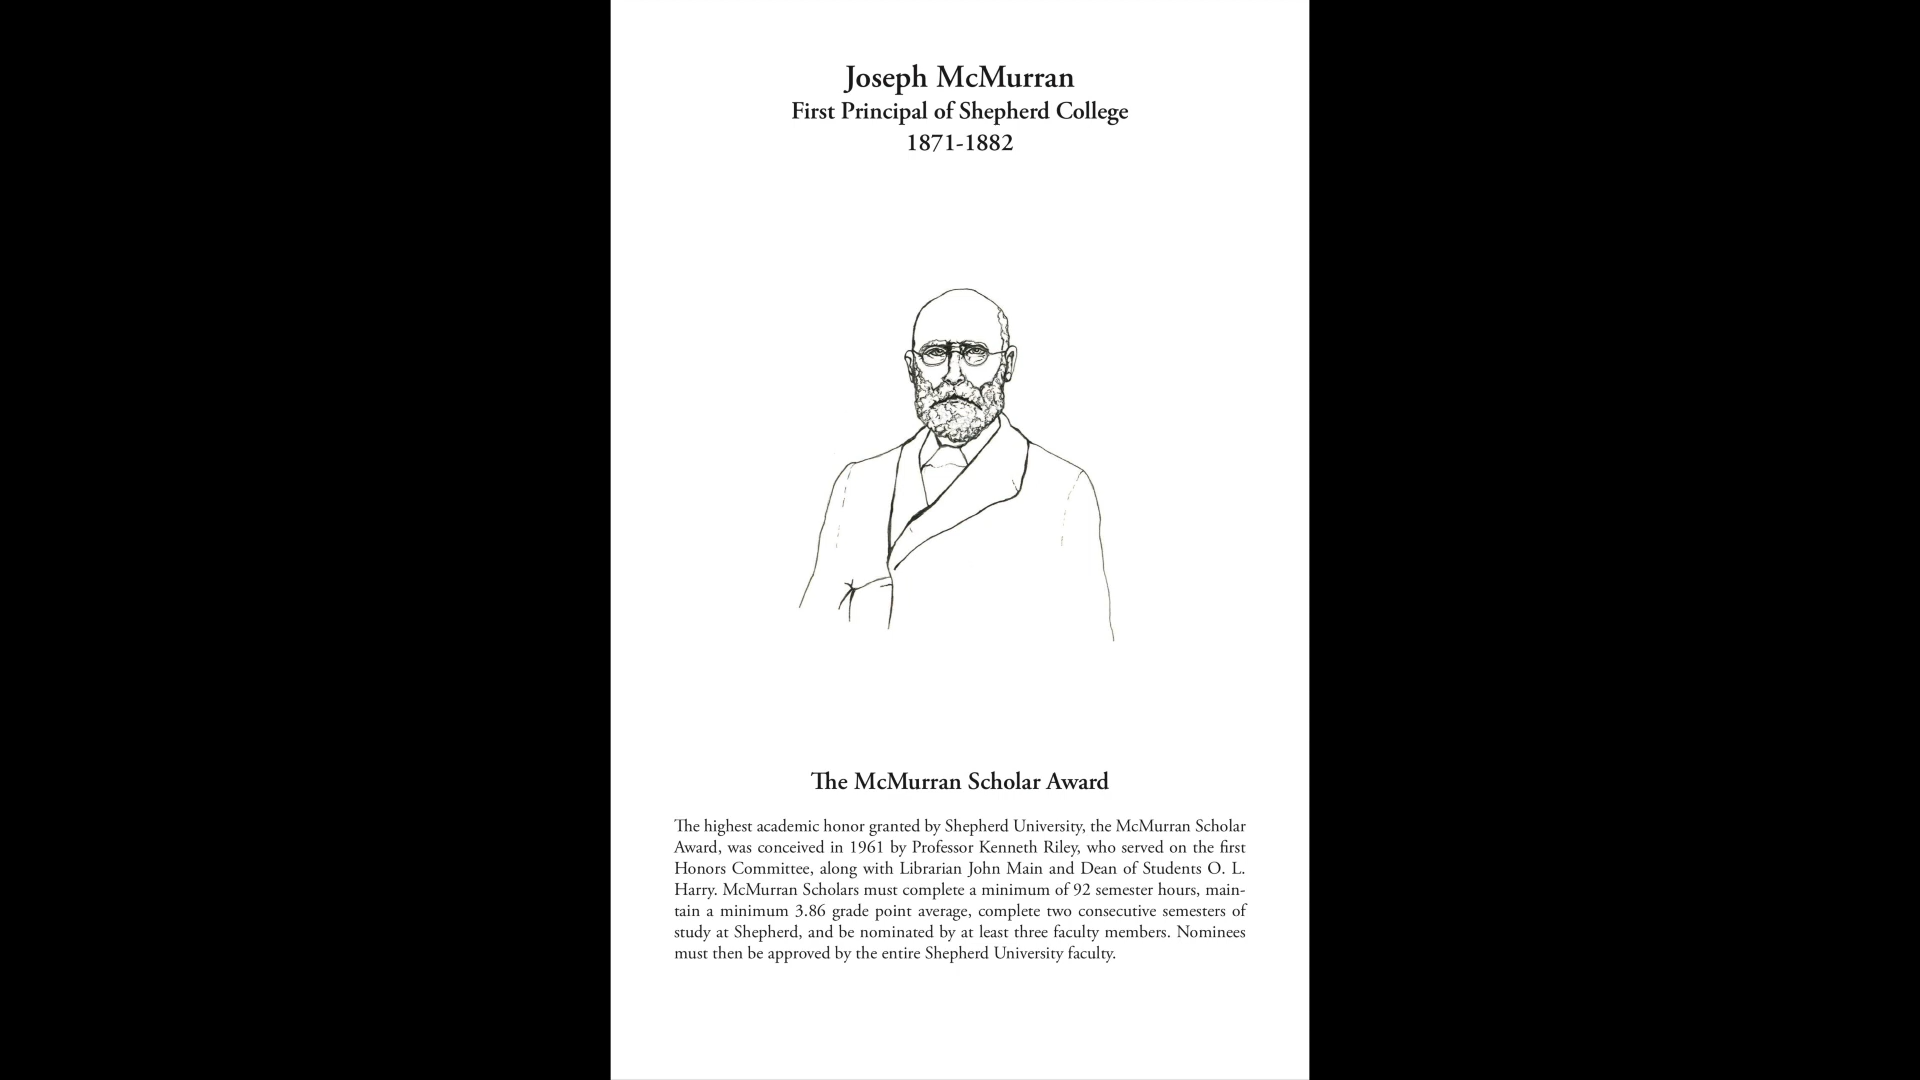 Joseph McMurran
First Principal of Shepherd College
1871-1882
The McMurran Scholar Award
The highest academic honor granted by Shepherd University, the McMurran Scholar
Award, was conceived in 1961 by Professor Kenneth Riley, who served on the first
Honors Committee, along with Librarian John Main and Dean of Students O. L.
Harry. McMurran Scholars must complete a minimum of 92 semester hours, main-
tain a minimum 3.86 grade point average, complete two consecutive semesters of
study at Shepherd, and be nominated by at least three faculty members. Nominees
must then be approved by the entire Shepherd University faculty.